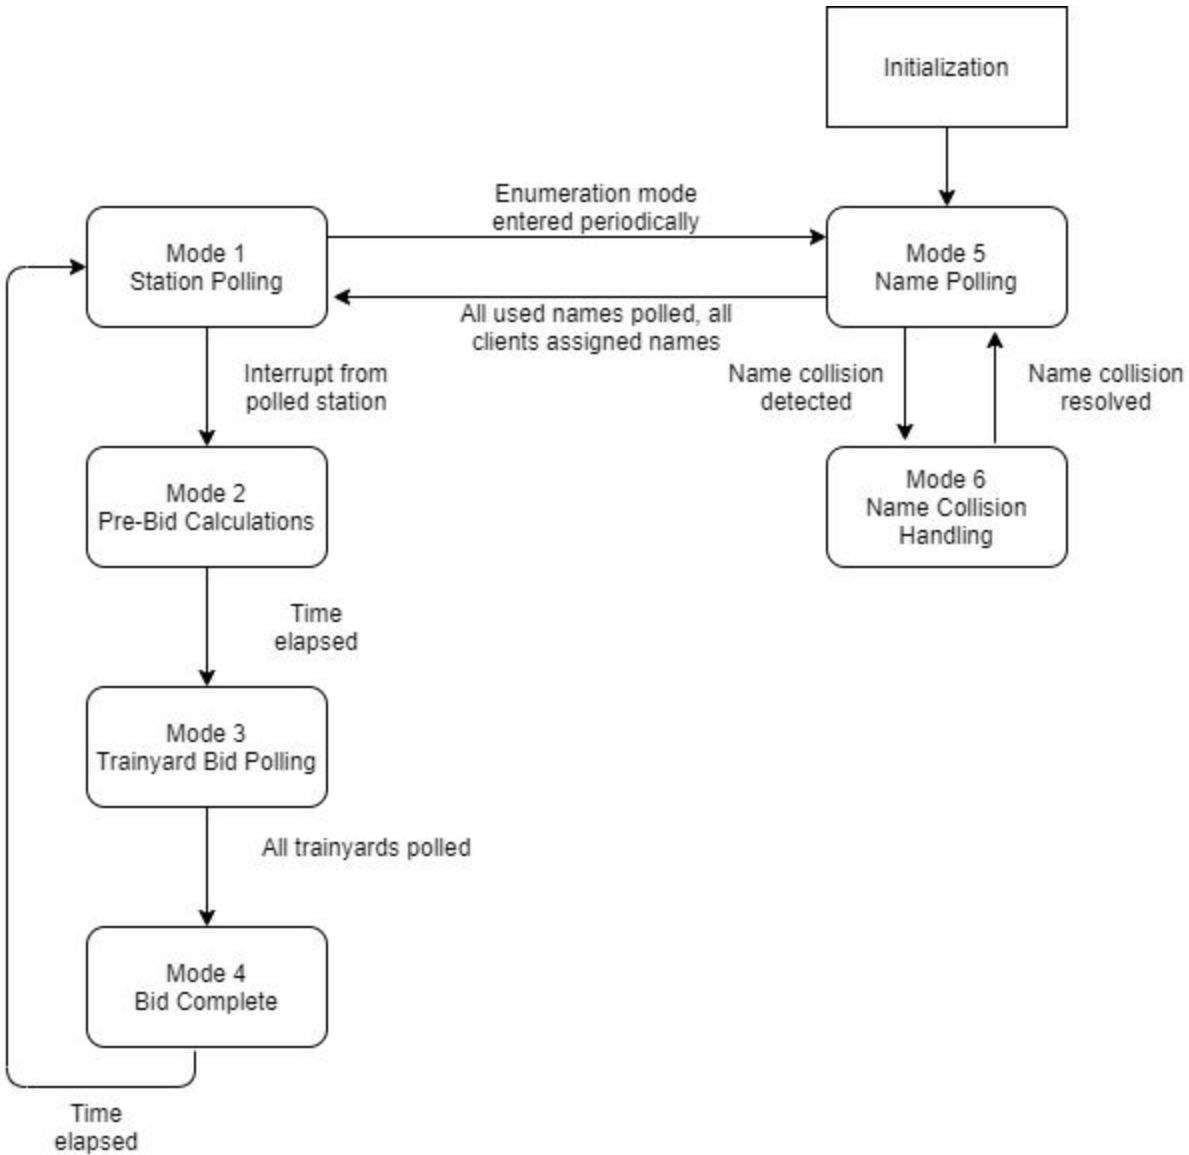 Initialization
Enumeration mode
entered periodically
Mode 1
Station Polling
Mode 5
Name Polling
All used names polled, all
clients assigned names
Interrupt from
polled station
Name collision
detected
Name collision
resolved
Mode 2
Pre-Bid Calculations
Mode 6
Name Collision
Handling
Time
elapsed
Mode 3
Trainyard Bid Polling
All trainyards polled
Mode 4
Bid Complete
Time
elapsed